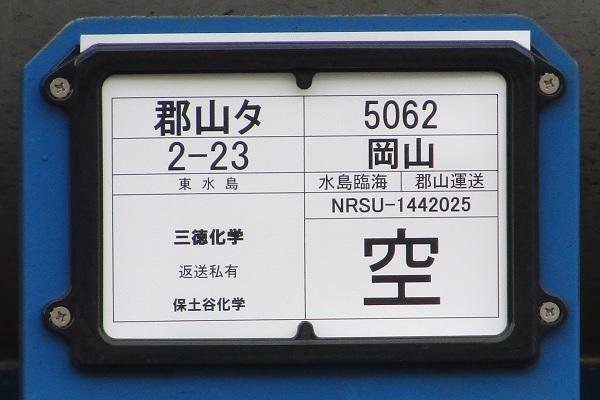 郡山タ 5062
2-23 岡山
東水島 水島臨海 郡山運送
NRSU-1442025
三徳化学
返送私有
保土谷化学
空